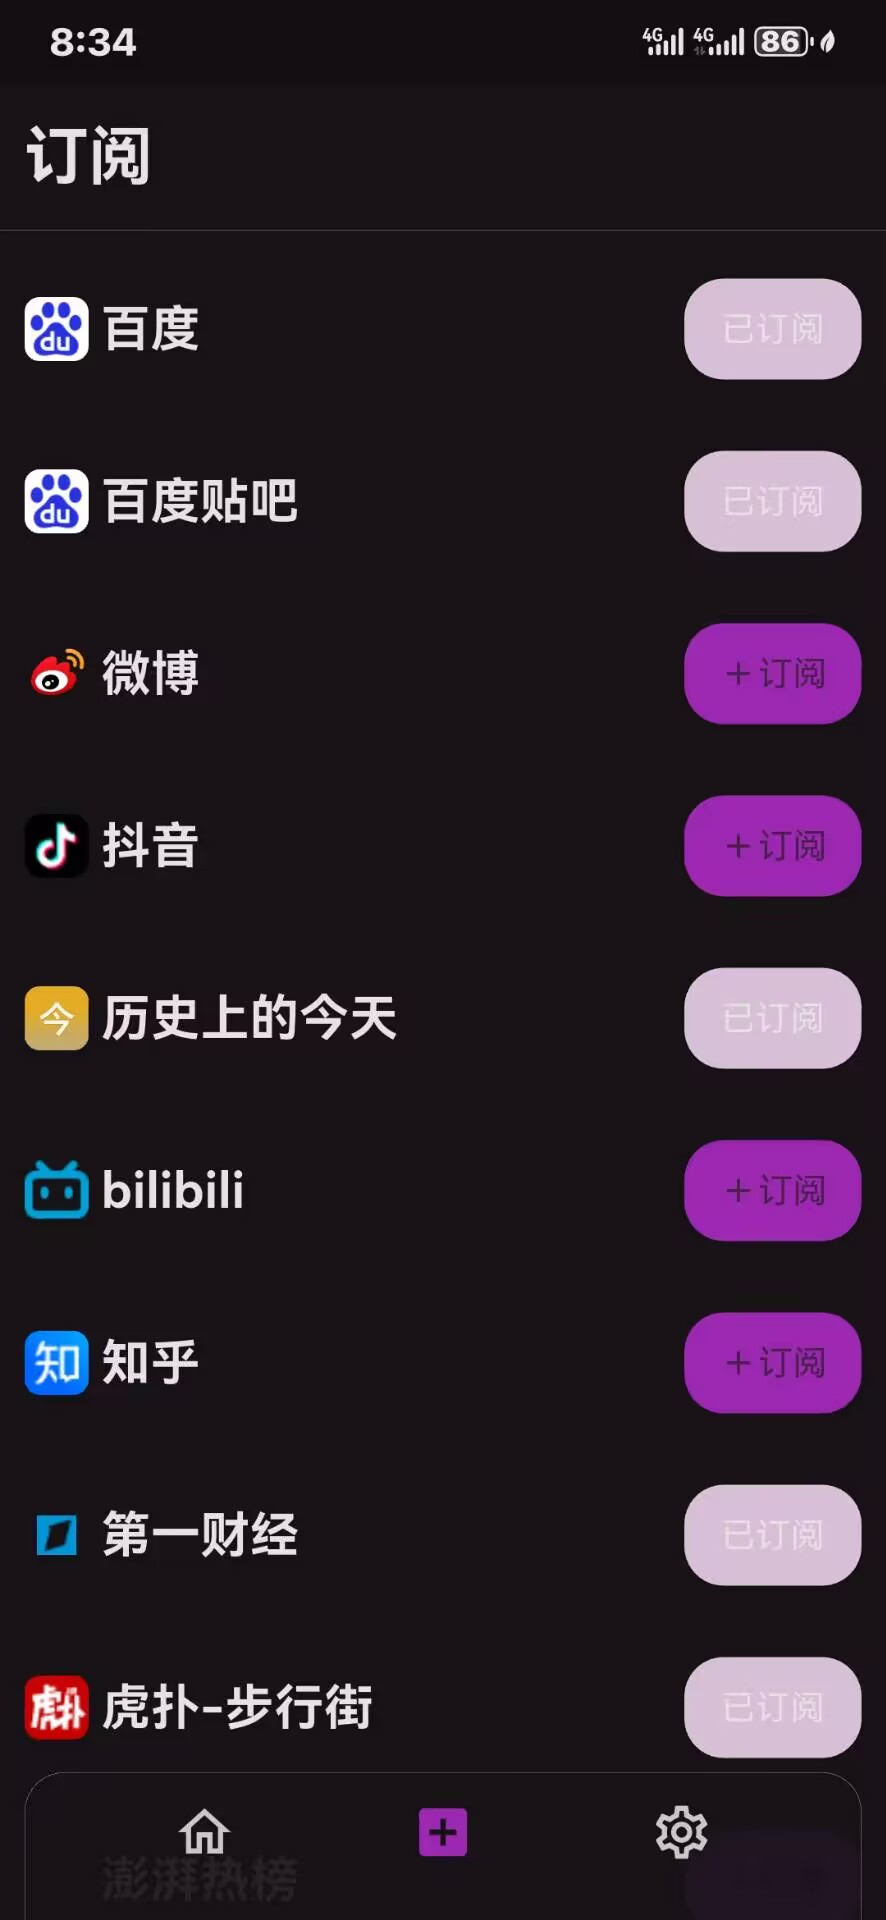 8:34
4G 4G 86
订阅
du 百度 已订阅
du 百度贴吧 已订阅
微博 +订阅
抖音 +订阅
今 历史上的今天 已订阅
bilibili +订阅
知 知乎 +订阅
第一财经 已订阅
虎扑 虎扑-步行街 已订阅
澎湃热榜